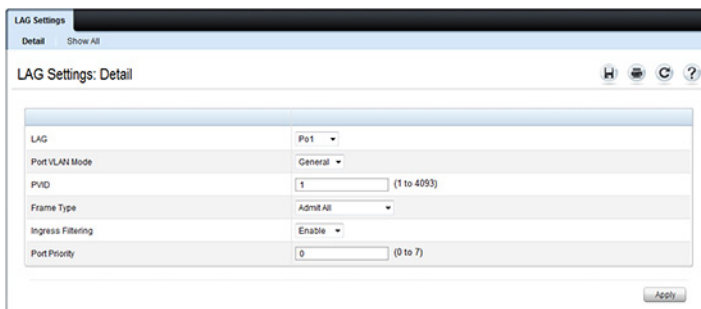 LAG Settings
Detail Show All
LAG Settings: Detail
?
LAG Po1
Port VLAN Mode General
PVID 1 (1 to 4093)
Frame Type Admit All
Ingress Filtering Enable
Port Priority 0 (0 to 7)
Apply